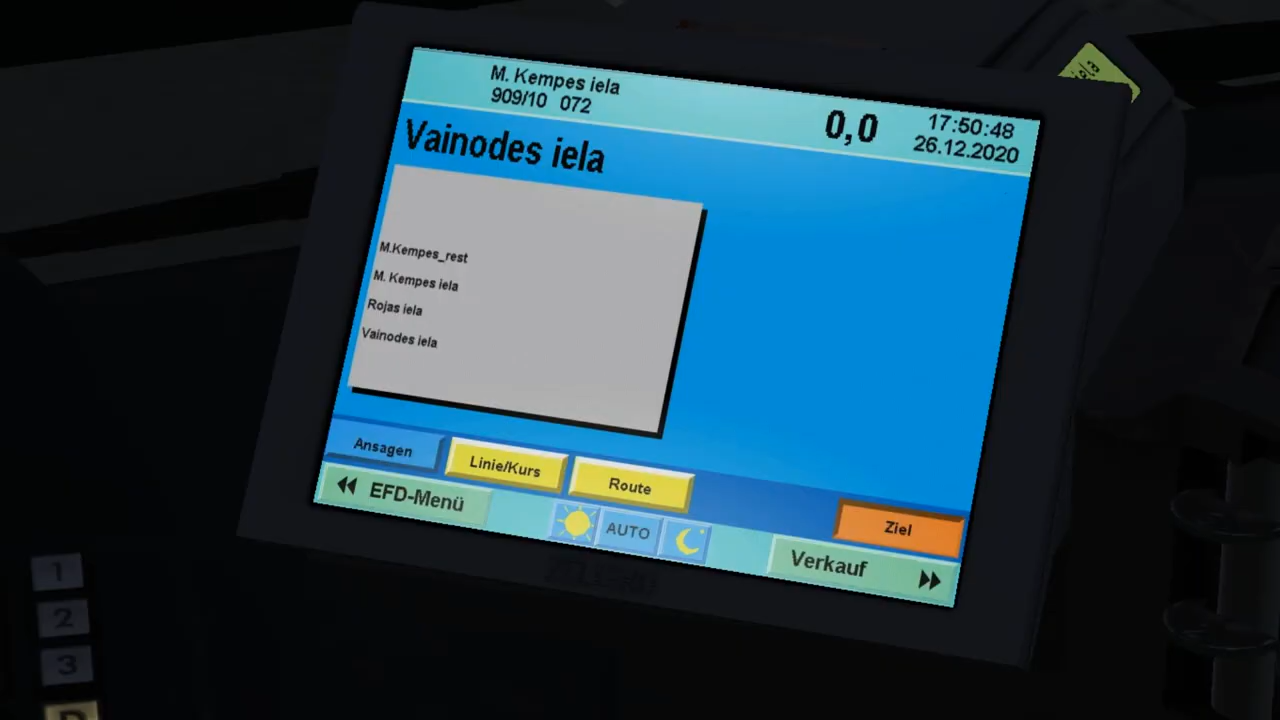 M. Kempes iela
909/10 072
0,0
17:50:48
26.12.2020
Vainodes iela
M.Kempes_rest
M. Kempes iela
Rojas iela
Vainodes iela
Ansagen
Linie/Kurs
Route
Ziel
EFD-Menü
AUTO
Verkauf
1
2
3
D